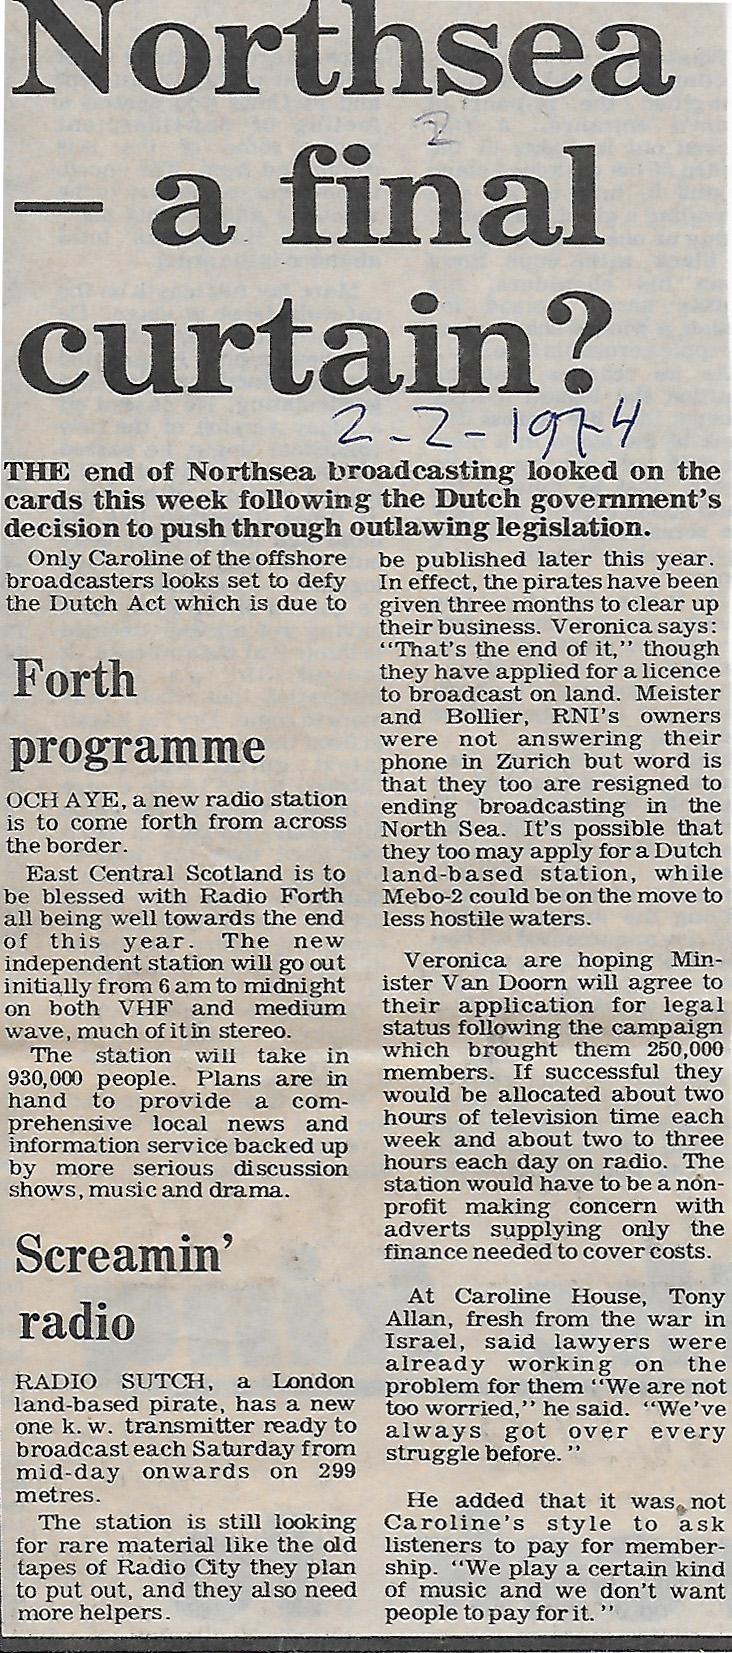 Northsea
2
– a final
curtain?
2-2-1974
THE end of Northsea broadcasting looked on the
cards this week following the Dutch government's
decision to push through outlawing legislation.
Only Caroline of the offshore
broadcasters looks set to defy
the Dutch Act which is due to
be published later this year.
In effect, the pirates have been
given three months to clear up
their business. Veronica says:
"That's the end of it," though
they have applied for a licence
to broadcast on land. Meister
and Bollier, RNI's owners
were not answering their
phone in Zurich but word is
that they too are resigned to
ending broadcasting in the
North Sea. It's possible that
they too may apply for a Dutch
land-based station, while
Mebo-2 could be on the move to
less hostile waters.
Veronica are hoping Min-
ister Van Doorn will agree to
their application for legal
status following the campaign
which brought them 250,000
members. If successful they
would be allocated about two
hours of television time each
week and about two to three
hours each day on radio. The
station would have to be a non-
profit making concern with
adverts supplying only the
finance needed to cover costs.
At Caroline House, Tony
Allan, fresh from the war in
Israel, said lawyers were
already working on the
problem for them "We are not
too worried," he said. "We've
always got over every
struggle before."
He added that it was not
Caroline's style to ask
listeners to pay for member-
ship. "We play a certain kind
of music and we don't want
people to pay for it."
Forth
programme
OCH AYE, a new radio station
is to come forth from across
the border.
East Central Scotland is to
be blessed with Radio Forth
all being well towards the end
of this year. The new
independent station will go out
initially from 6 am to midnight
on both VHF and medium
wave, much of it in stereo.
The station will take in
930,000 people. Plans are in
hand to provide a com-
prehensive local news and
information service backed up
by more serious discussion
shows, music and drama.
Screamin'
radio
RADIO SUTCH, a London
land-based pirate, has a new
one k. w. transmitter ready to
broadcast each Saturday from
mid-day onwards on 299
metres.
The station is still looking
for rare material like the old
tapes of Radio City they plan
to put out, and they also need
more helpers.